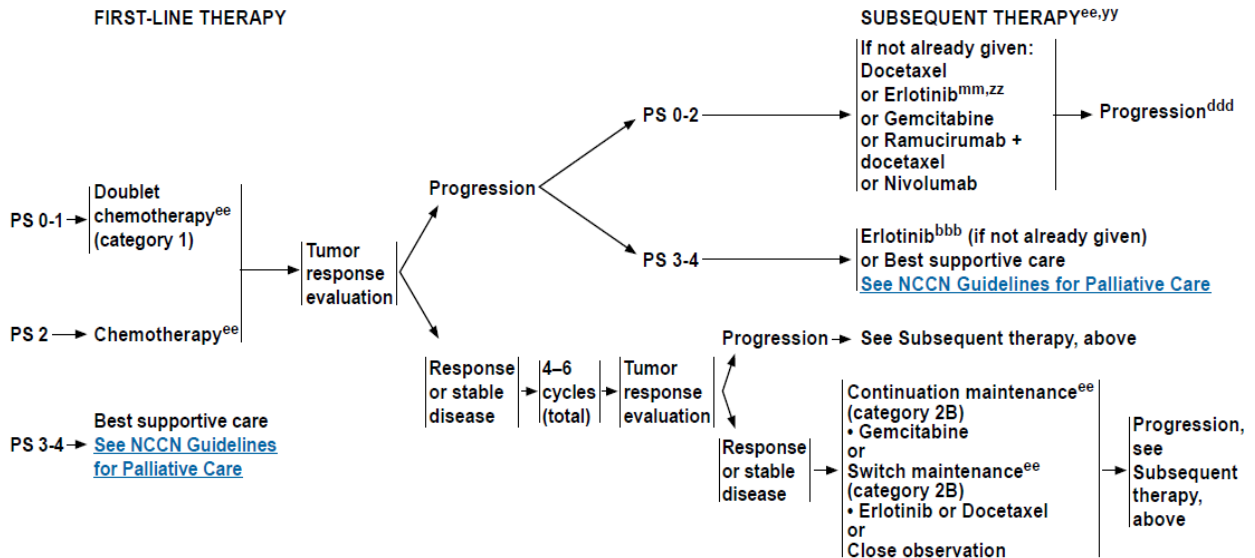 FIRST-LINE THERAPY
SUBSEQUENT THERAPYee,yy
PS 0-1
Doublet
chemotherapyee
(category 1)
PS 2
Chemotherapyee
PS 3-4
Best supportive care
See NCCN Guidelines
for Palliative Care
Tumor
response
evaluation
Progression
PS 0-2
If not already given:
Docetaxel
or Erlotinibmm,zz
or Gemcitabine
or Ramucirumab +
docetaxel
or Nivolumab
Progressionddd
PS 3-4
Erlotinibbbb (if not already given)
or Best supportive care
See NCCN Guidelines for Palliative Care
Response
or stable
disease
4–6
cycles
(total)
Tumor
response
evaluation
Progression
See Subsequent therapy, above
Response
or stable
disease
Continuation maintenanceee
(category 2B)
• Gemcitabine
or
Switch maintenanceee
(category 2B)
• Erlotinib or Docetaxel
or
Close observation
Progression,
see
Subsequent
therapy,
above